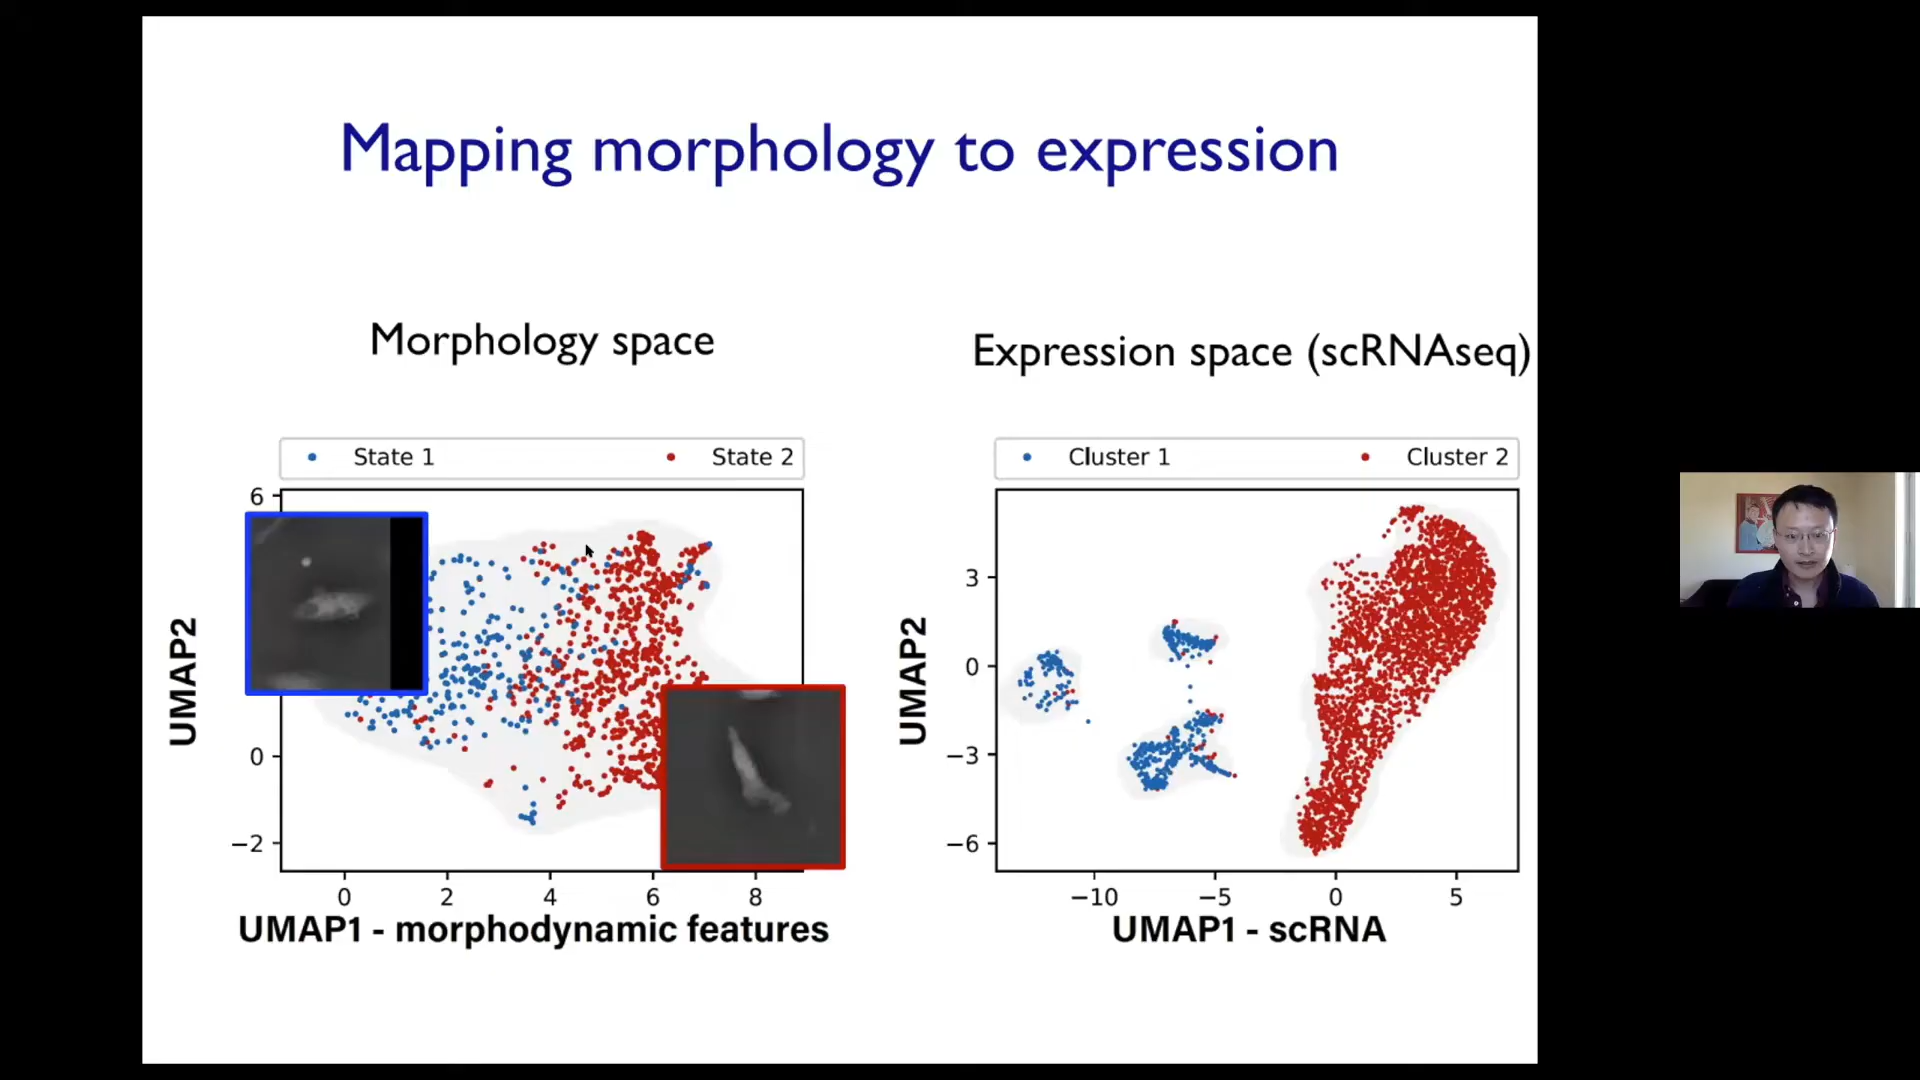 Mapping morphology to expression
Morphology space
Expression space (scRNAseq)
State 1
State 2
Cluster 1
Cluster 2
6
0
−2
UMAP2
0
2
4
6
8
UMAP1 - morphodynamic features
3
0
−3
−6
UMAP2
−10
−5
0
5
UMAP1 - scRNA